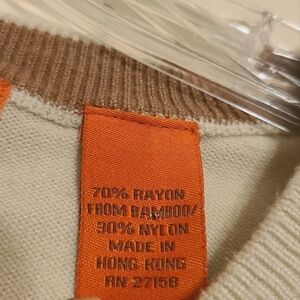 70% RAYON
FROM BAMBOO/
30% NYLON
MADE IN
HONG KONG
RN 27158